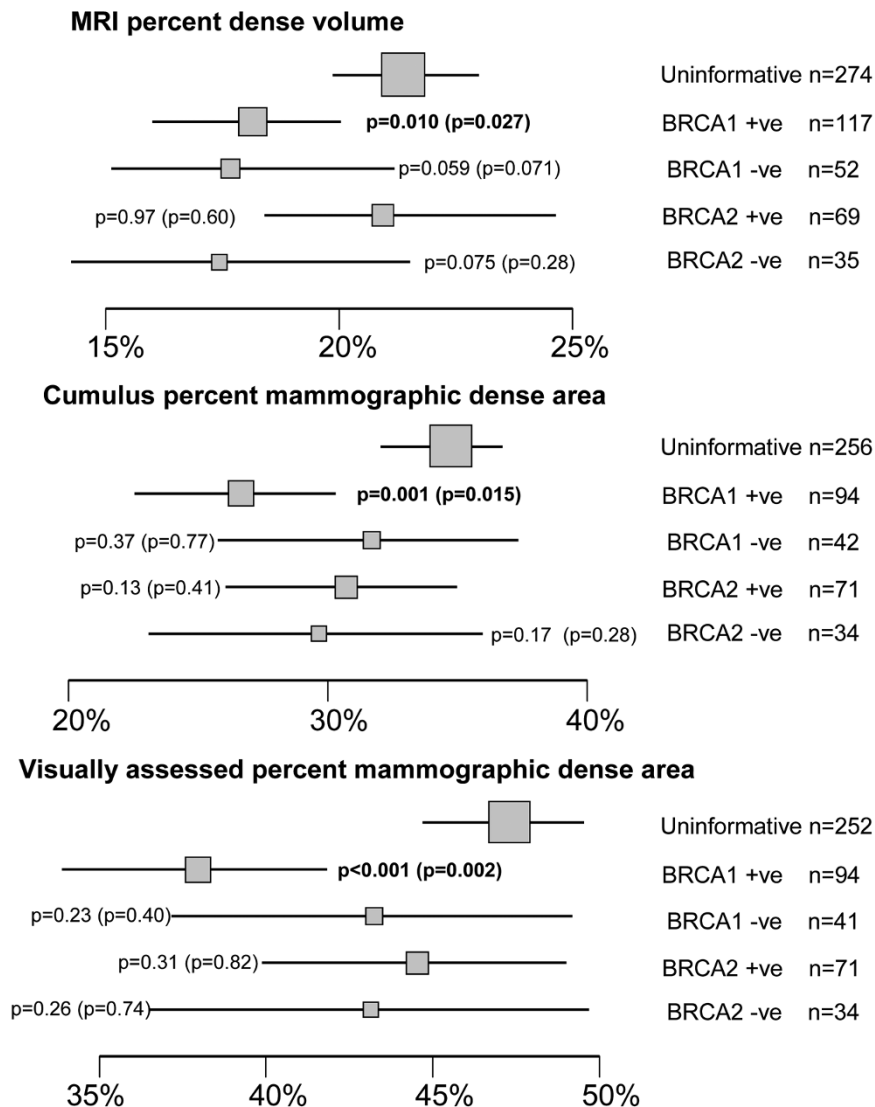 MRI percent dense volume
Uninformative n=274
p=0.010 (p=0.027) BRCA1 +ve n=117
p=0.059 (p=0.071) BRCA1 -ve n=52
p=0.97 (p=0.60) BRCA2 +ve n=69
p=0.075 (p=0.28) BRCA2 -ve n=35
15% 20% 25%
Cumulus percent mammographic dense area
Uninformative n=256
p=0.001 (p=0.015) BRCA1 +ve n=94
p=0.37 (p=0.77) BRCA1 -ve n=42
p=0.13 (p=0.41) BRCA2 +ve n=71
p=0.17 (p=0.28) BRCA2 -ve n=34
20% 30% 40%
Visually assessed percent mammographic dense area
Uninformative n=252
p<0.001 (p=0.002) BRCA1 +ve n=94
p=0.23 (p=0.40) BRCA1 -ve n=41
p=0.31 (p=0.82) BRCA2 +ve n=71
p=0.26 (p=0.74) BRCA2 -ve n=34
35% 40% 45% 50%